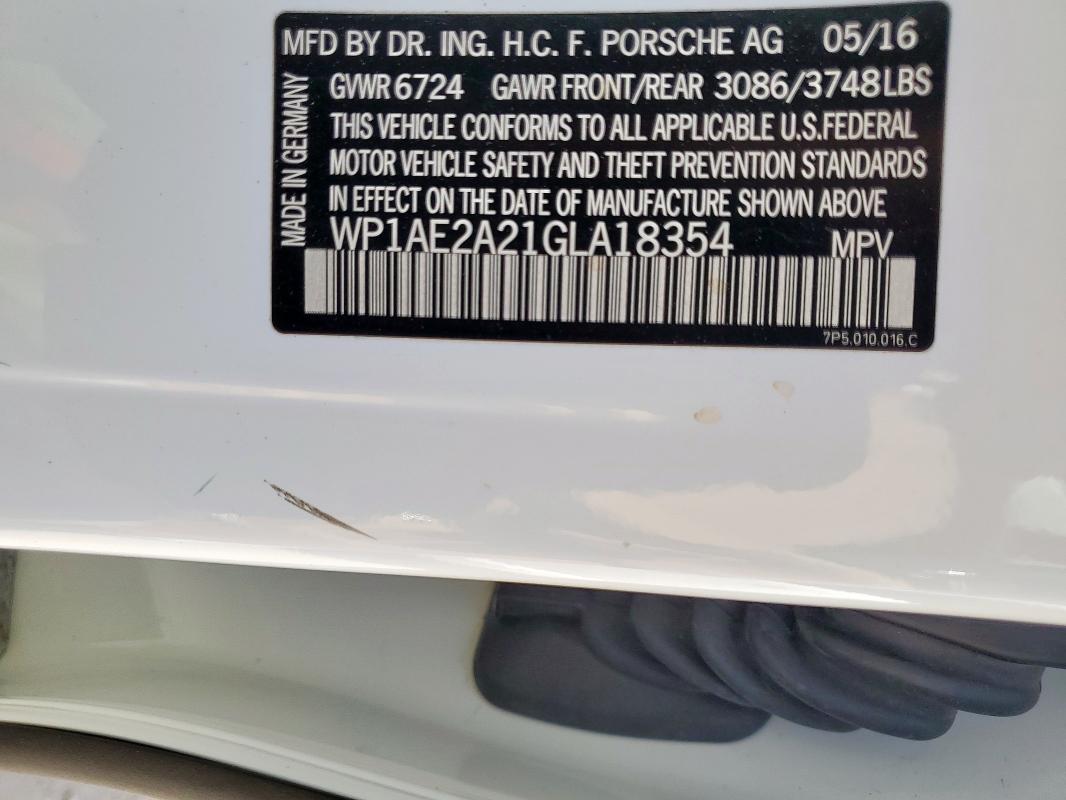 MFD BY DR. ING. H.C. F. PORSCHE AG 05/16
GVWR 6724 GAWR FRONT/REAR 3086/3748LBS
THIS VEHICLE CONFORMS TO ALL APPLICABLE U.S.FEDERAL
MOTOR VEHICLE SAFETY AND THEFT PREVENTION STANDARDS
IN EFFECT ON THE DATE OF MANUFACTURE SHOWN ABOVE
WP1AE2A21GLA18354 MPV
MADE IN GERMANY
7P5.010.016.C